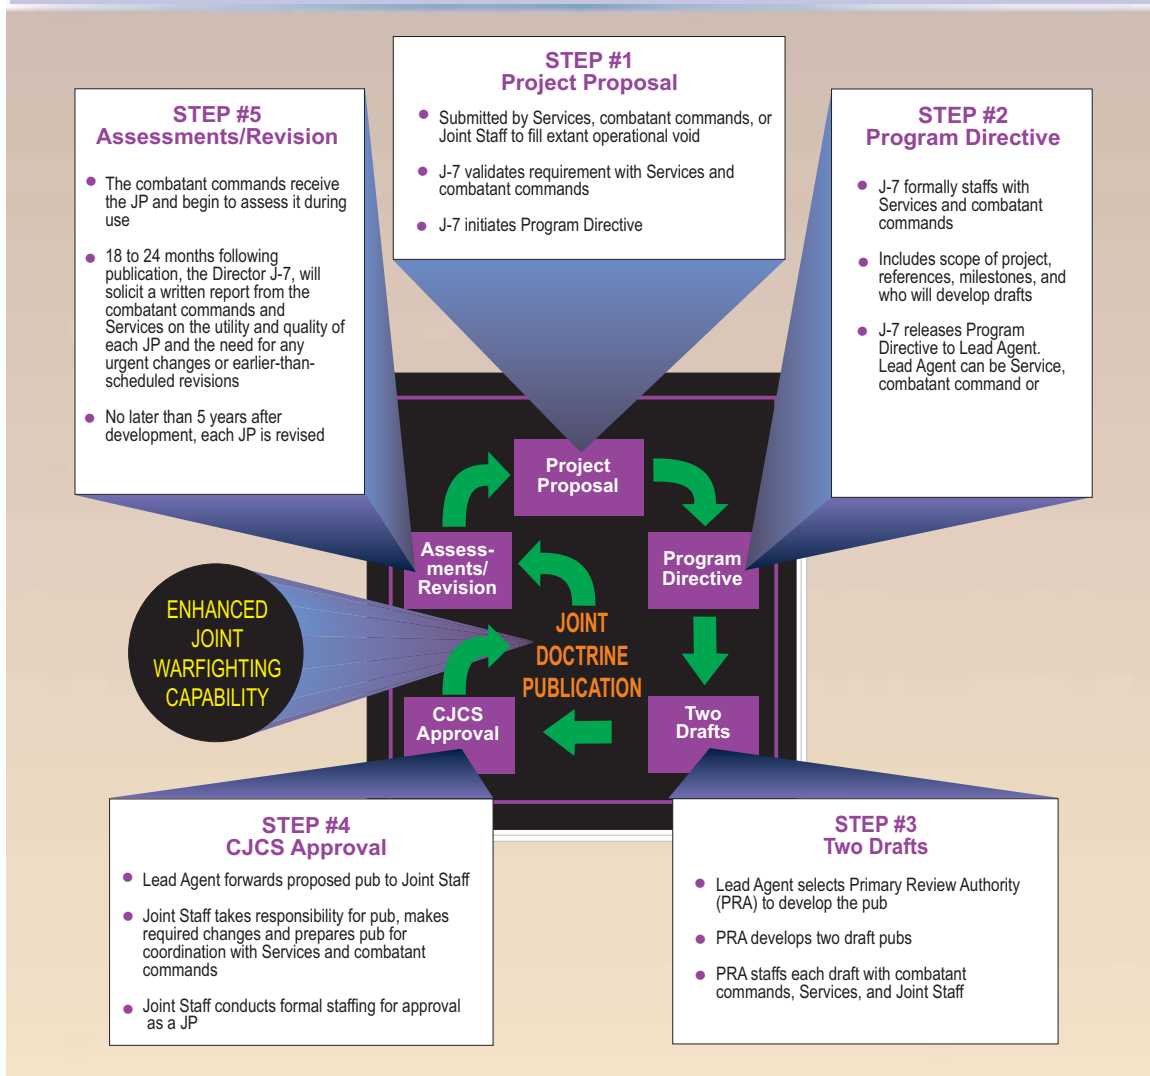 STEP #1
Project Proposal
• Submitted by Services, combatant commands, or
Joint Staff to fill extant operational void
• J-7 validates requirement with Services and
combatant commands
• J-7 initiates Program Directive
STEP #2
Program Directive
• J-7 formally staffs with
Services and combatant
commands
• Includes scope of project,
references, milestones, and
who will develop drafts
• J-7 releases Program
Directive to Lead Agent.
Lead Agent can be Service,
combatant command or
STEP #3
Two Drafts
• Lead Agent selects Primary Review Authority
(PRA) to develop the pub
• PRA develops two draft pubs
• PRA staffs each draft with combatant
commands, Services, and Joint Staff
STEP #4
CJCS Approval
• Lead Agent forwards proposed pub to Joint Staff
• Joint Staff takes responsibility for pub, makes
required changes and prepares pub for
coordination with Services and combatant
commands
• Joint Staff conducts formal staffing for approval
as a JP
STEP #5
Assessments/Revision
• The combatant commands receive
the JP and begin to assess it during
use
• 18 to 24 months following
publication, the Director J-7, will
solicit a written report from the
combatant commands and
Services on the utility and quality of
each JP and the need for any
urgent changes or earlier-than-
scheduled revisions
• No later than 5 years after
development, each JP is revised
Project
Proposal
Program
Directive
Two
Drafts
CJCS
Approval
Assess-
ments/
Revision
JOINT
DOCTRINE
PUBLICATION
ENHANCED
JOINT
WARFIGHTING
CAPABILITY